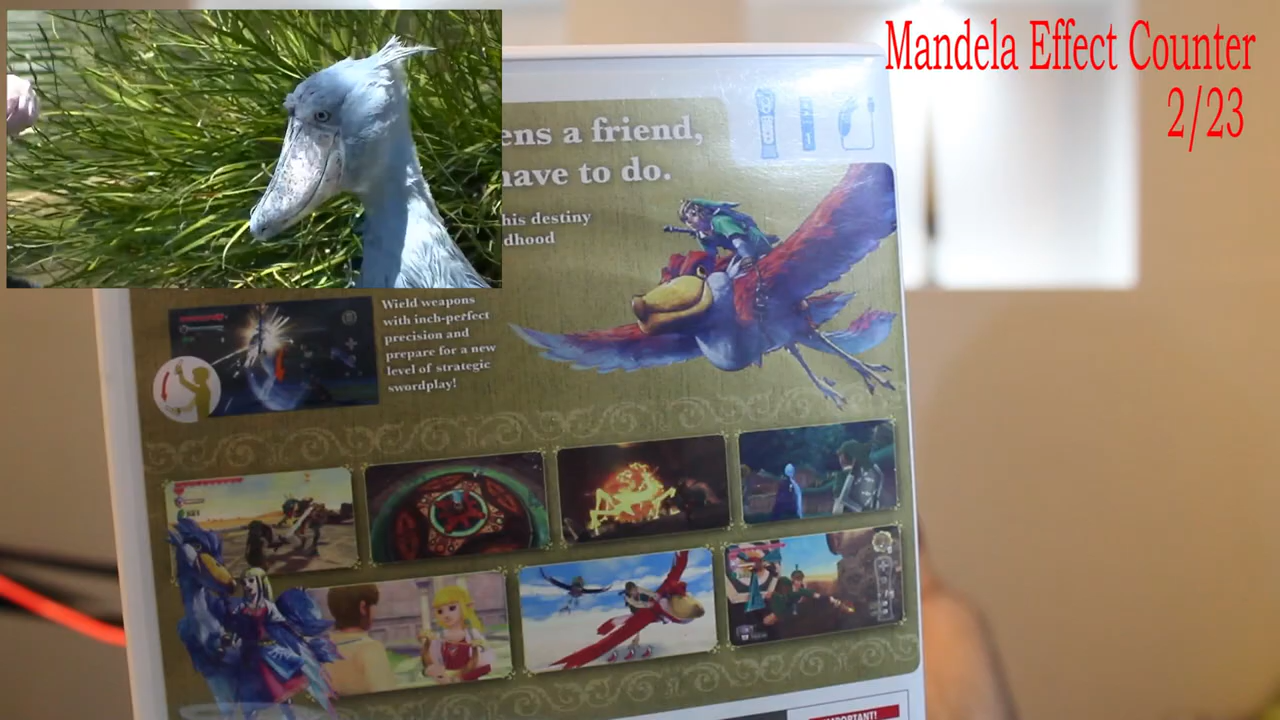 Mandela Effect Counter
2/23
ens a friend,
have to do.
his destiny
dhood
Wield weapons
with inch-perfect
precision and
prepare for a new
level of strategic
swordplay!
IMPORTANT!